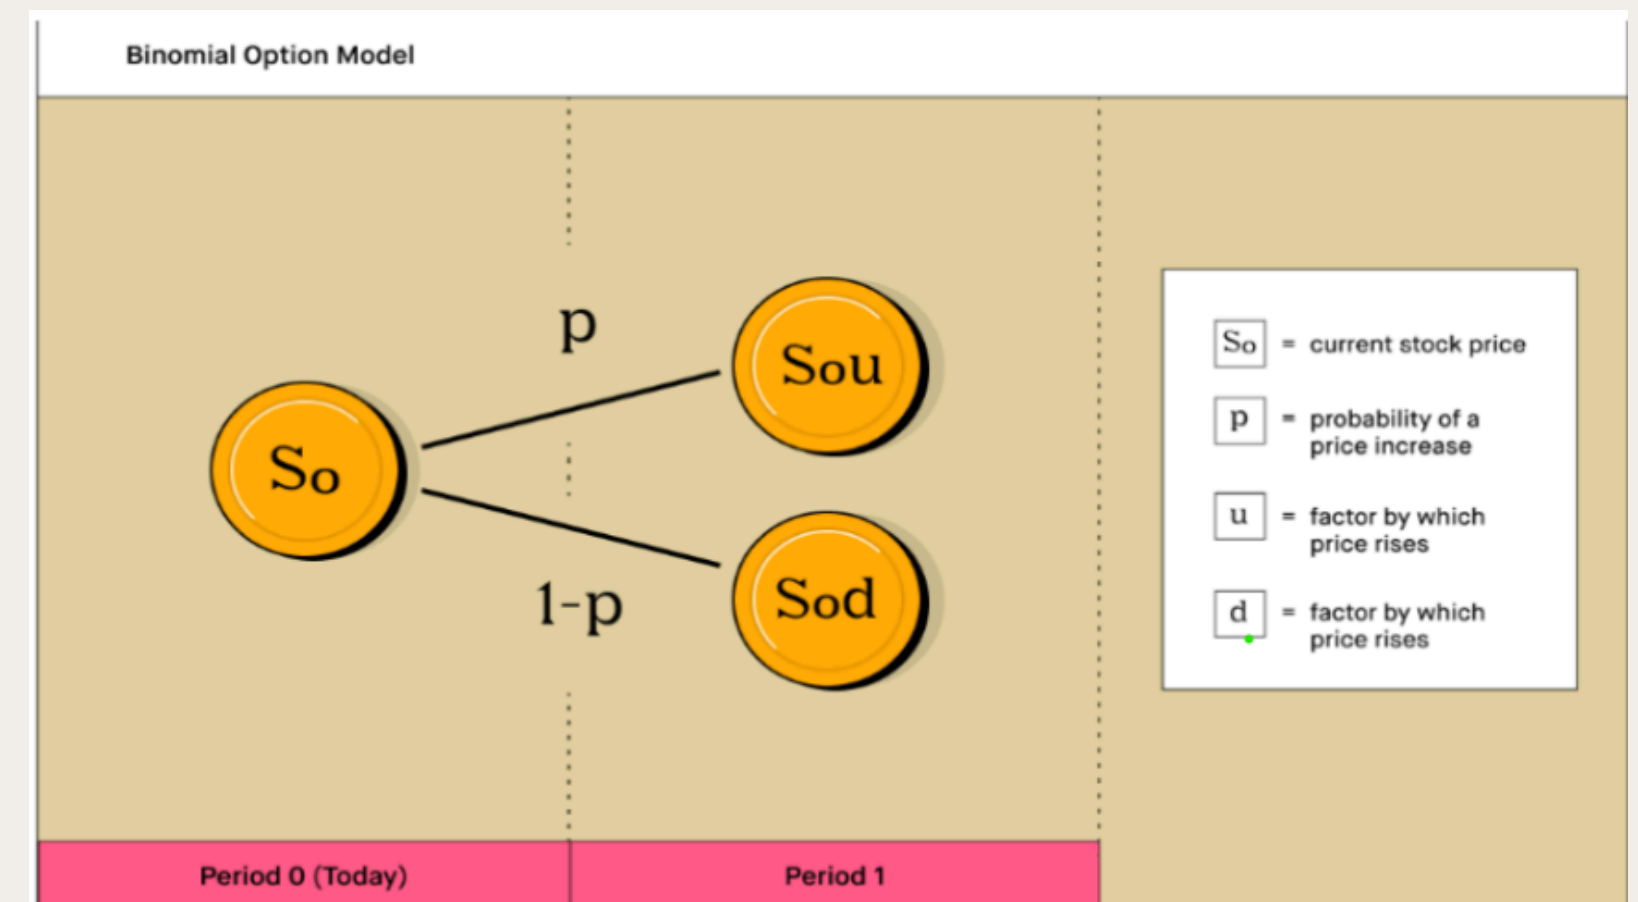 Binomial Option Model
p
Sou
So
1-p
Sod
So = current stock price
p = probability of a
price increase
u = factor by which
price rises
d = factor by which
price rises
Period 0 (Today)
Period 1